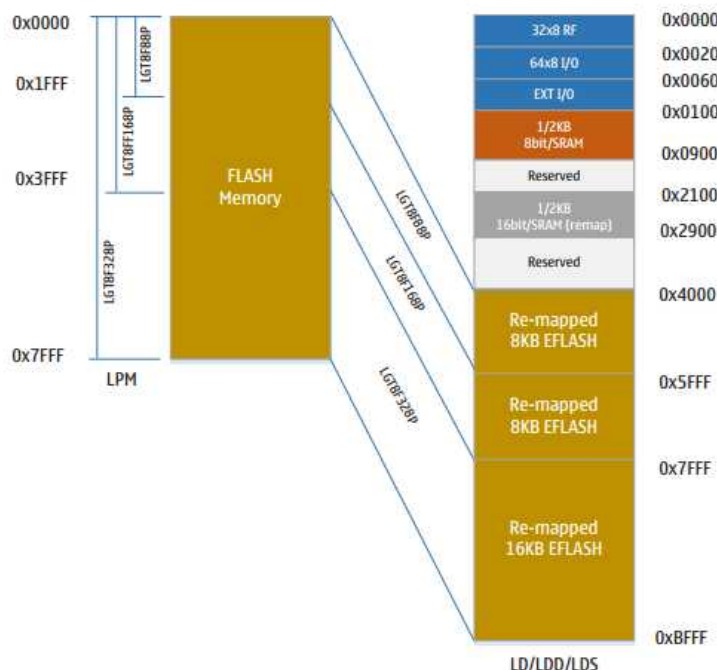 0x0000
0x1FFF
0x3FFF
0x7FFF
LGT8F88P
LGT8FF168P
LGT8F328P
LPM
FLASH
Memory
LGT8F88P
LGT8F168P
LGT8F328P
32x8 RF
64x8 I/O
EXT I/O
1/2KB
8bit/SRAM
Reserved
1/2KB
16bit/SRAM (remap)
Reserved
Re-mapped
8KB EFLASH
Re-mapped
8KB EFLASH
Re-mapped
16KB EFLASH
LD/LDD/LDS
0x0000
0x0020
0x0060
0x0100
0x0900
0x2100
0x2900
0x4000
0x5FFF
0x7FFF
0xBFFF